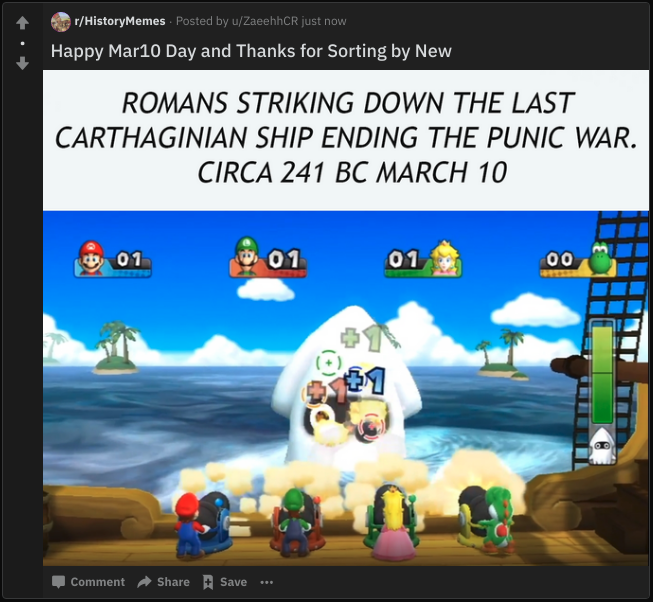 r/HistoryMemes · Posted by u/ZaeehhCR just now
Happy Mar10 Day and Thanks for Sorting by New
ROMANS STRIKING DOWN THE LAST
CARTHAGINIAN SHIP ENDING THE PUNIC WAR.
CIRCA 241 BC MARCH 10
01 01 01 00
+1
+1 +1
Comment Share Save •••